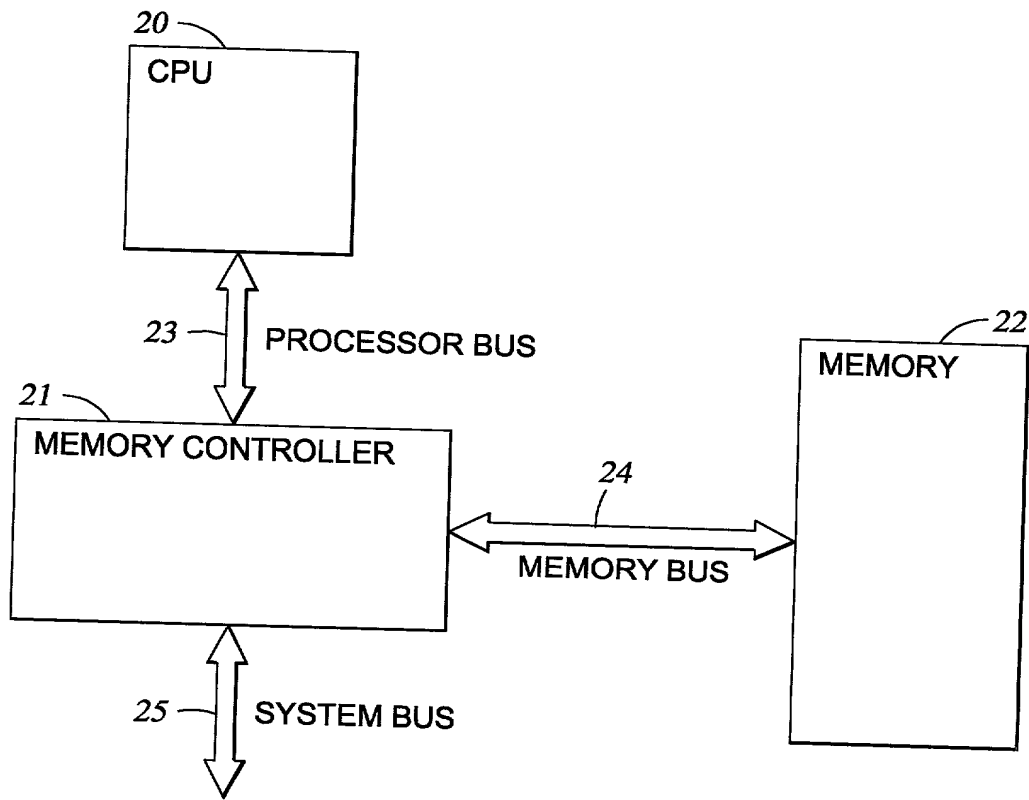 20
CPU
23
PROCESSOR BUS
22
MEMORY
21
MEMORY CONTROLLER
24
MEMORY BUS
25
SYSTEM BUS